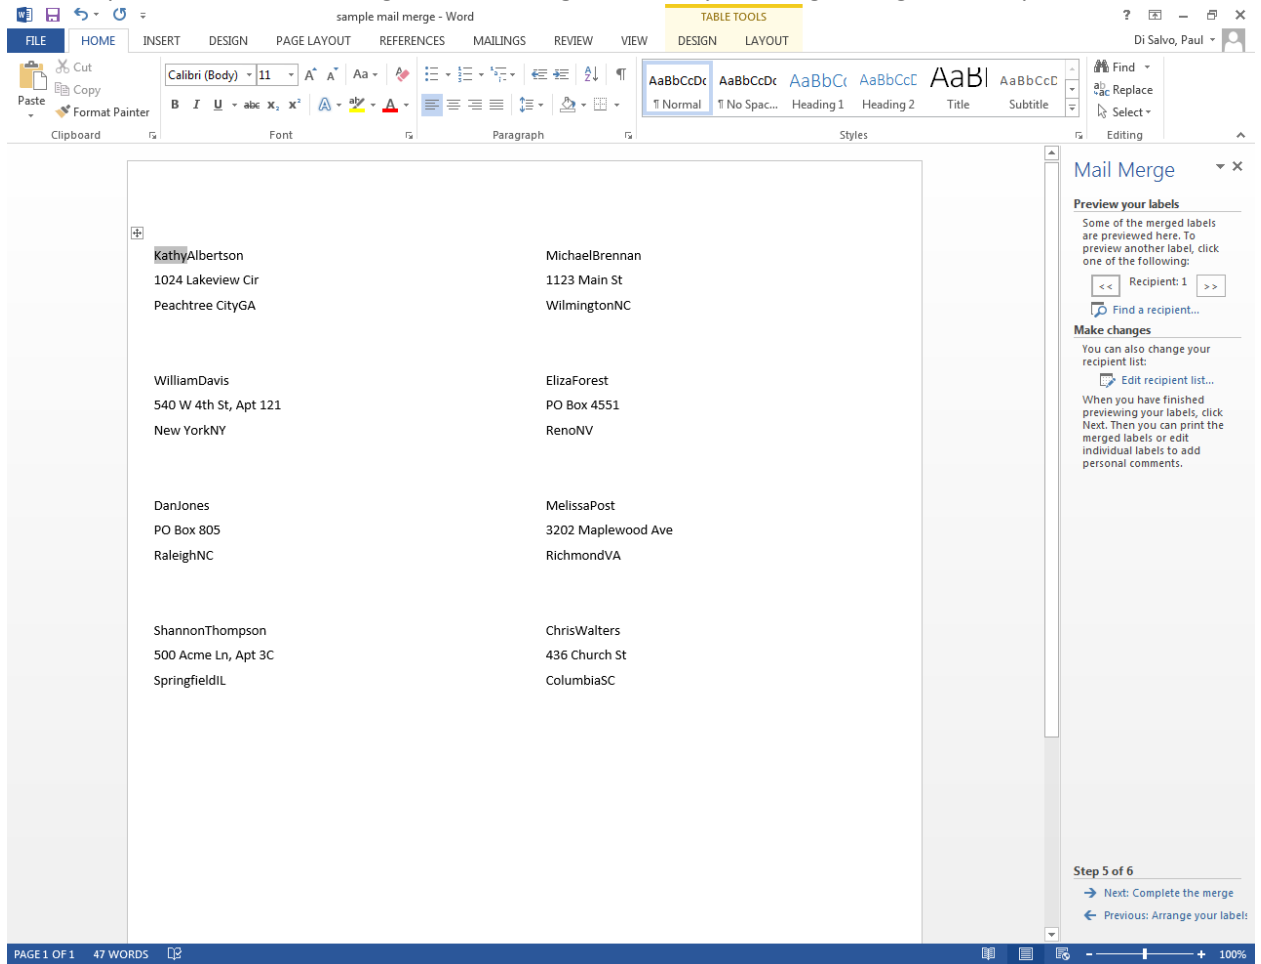 sample mail merge - Word
TABLE TOOLS
FILE HOME INSERT DESIGN PAGE LAYOUT REFERENCES MAILINGS REVIEW VIEW DESIGN LAYOUT
Di Salvo, Paul
Paste
Cut
Copy
Format Painter
Clipboard
Calibri (Body) 11
Font
Paragraph
AaBbCcDc AaBbCcDc AaBbC AaBbCcE AaBl AaBbCcD
¶ Normal ¶ No Spac... Heading 1 Heading 2 Title Subtitle
Styles
Find
Replace
Select
Editing
KathyAlbertson
1024 Lakeview Cir
Peachtree CityGA
MichaelBrennan
1123 Main St
WilmingtonNC
WilliamDavis
540 W 4th St, Apt 121
New YorkNY
ElizaForest
PO Box 4551
RenoNV
DanJones
PO Box 805
RaleighNC
MelissaPost
3202 Maplewood Ave
RichmondVA
ShannonThompson
500 Acme Ln, Apt 3C
SpringfieldIL
ChrisWalters
436 Church St
ColumbiaSC
Mail Merge
Preview your labels
Some of the merged labels
are previewed here. To
preview another label, click
one of the following:
<< Recipient: 1 >>
Find a recipient...
Make changes
You can also change your
recipient list:
Edit recipient list...
When you have finished
previewing your labels, click
Next. Then you can print the
merged labels or edit
individual labels to add
personal comments.
Step 5 of 6
Next: Complete the merge
Previous: Arrange your labels
PAGE 1 OF 1 47 WORDS
100%